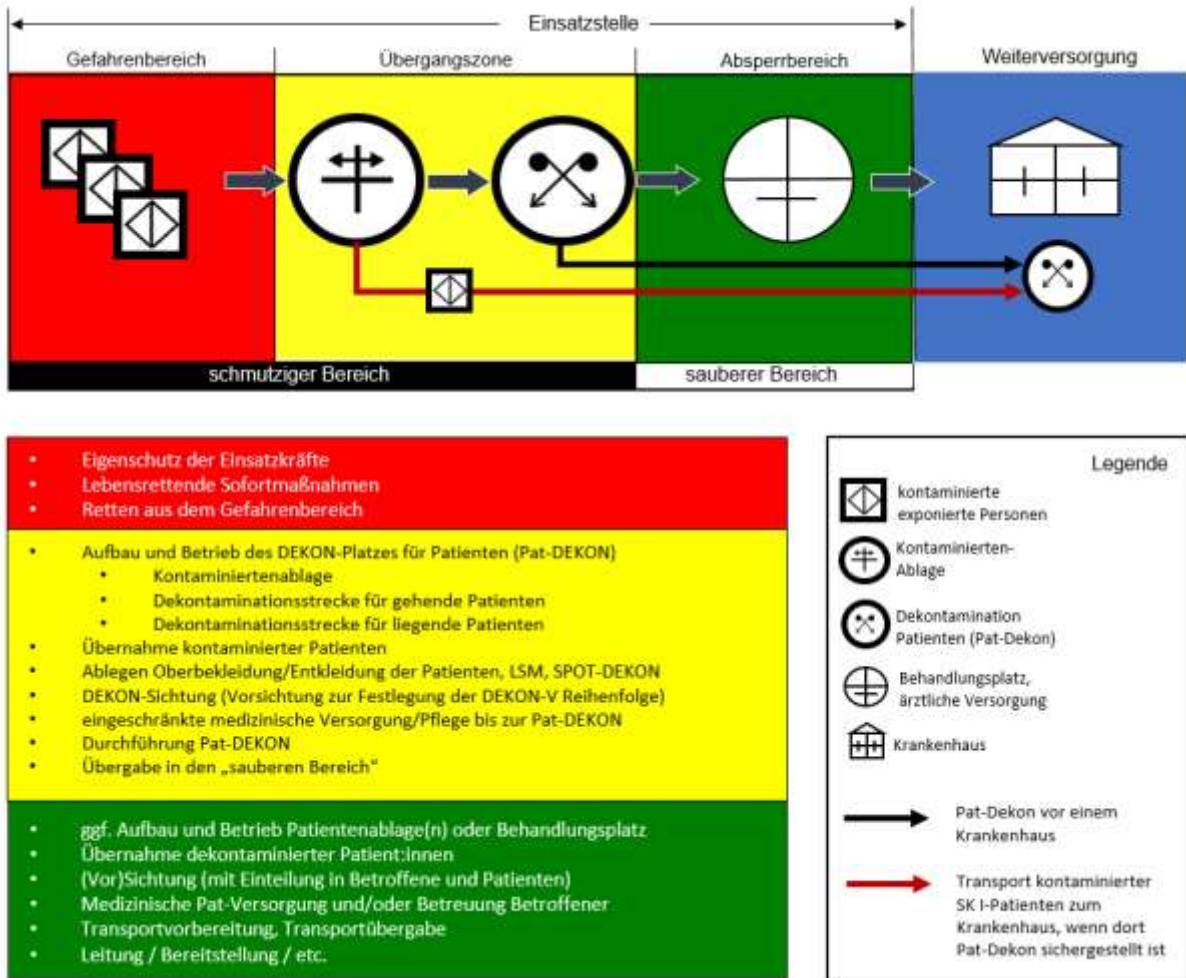 Einsatzstelle
Gefahrenbereich
Übergangszone
Absperrbereich
Weiterversorgung
schmutziger Bereich
sauberer Bereich
• Eigenschutz der Einsatzkräfte
• Lebensrettende Sofortmaßnahmen
• Retten aus dem Gefahrenbereich
• Aufbau und Betrieb des DEKON-Platzes für Patienten (Pat-DEKON)
• Kontaminiertenablage
• Dekontaminationsstrecke für gehende Patienten
• Dekontaminationsstrecke für liegende Patienten
• Übernahme kontaminierter Patienten
• Ablegen Oberbekleidung/Entkleidung der Patienten, LSM, SPOT-DEKON
• DEKON-Sichtung (Vorsichtung zur Festlegung der DEKON-V Reihenfolge)
• eingeschränkte medizinische Versorgung/Pflege bis zur Pat-DEKON
• Durchführung Pat-DEKON
• Übergabe in den „sauberen Bereich“
• ggf. Aufbau und Betrieb Patientenablage(n) oder Behandlungsplatz
• Übernahme dekontaminierter Patient:innen
• (Vor)Sichtung (mit Einteilung in Betroffene und Patienten)
• Medizinische Pat-Versorgung und/oder Betreuung Betroffener
• Transportvorbereitung, Transportübergabe
• Leitung / Bereitstellung / etc.
Legende
kontaminierte
exponierte Personen
Kontaminierten-
Ablage
Dekontamination
Patienten (Pat-Dekon)
Behandlungsplatz,
ärztliche Versorgung
Krankenhaus
Pat-Dekon vor einem
Krankenhaus
Transport kontaminierter
SK I-Patienten zum
Krankenhaus, wenn dort
Pat-Dekon sichergestellt ist